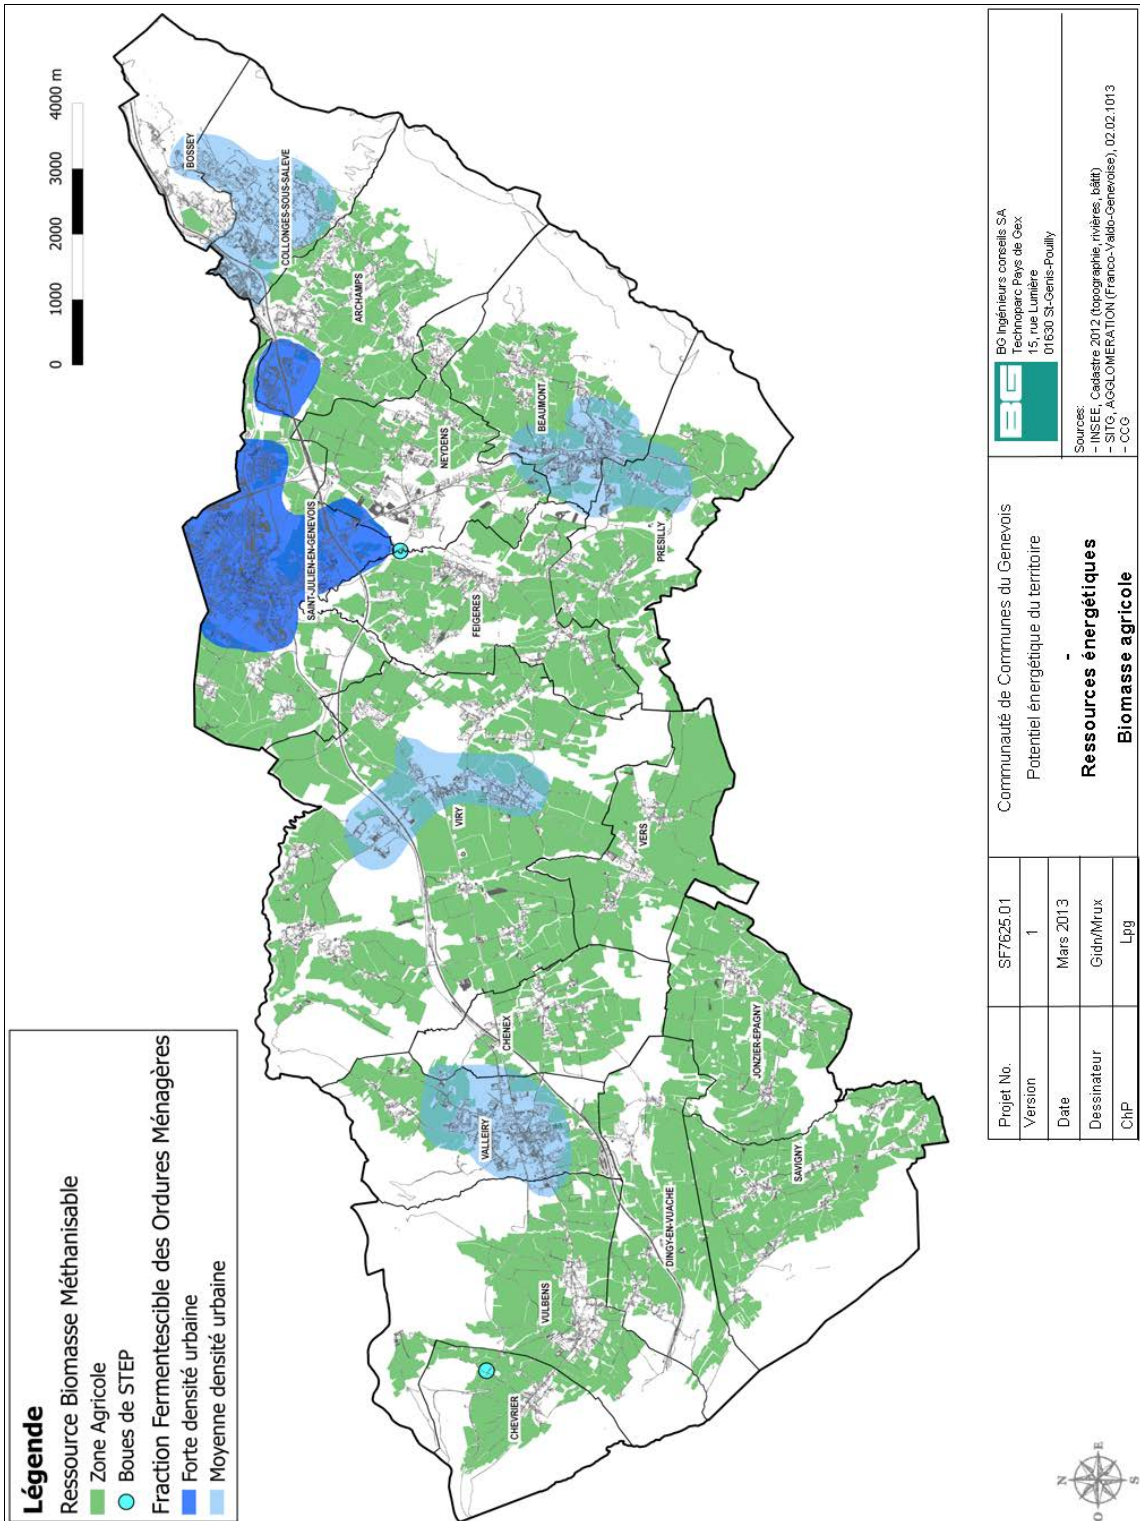 Légende
Ressource Biomasse Méthanisable
Zone Agricole
Boues de STEP
Fraction Fermentescible des Ordures Ménagères
Forte densité urbaine
Moyenne densité urbaine
0 1000 2000 3000 4000 m
BOSSEY
COLLONGES-SOUS-SALEVE
ARCHAMPS
SAINT-JULIEN-EN-GENEVOIS
NEYDENS
BEAUMONT
FEIGERES
PRESILLY
VIRY
VERS
CHENEX
VALLEIRY
JONZIER-EPAGNY
SAVIGNY
DINGY-EN-VUACHE
VULBENS
CHEVRIER
N
O E
S
Projet No. SF7625.01
Version 1
Date Mars 2013
Dessinateur Gidn/Mrux
ChP Lpg
Communauté de Communes du Genevois
Potentiel énergétique du territoire
-
Ressources énergétiques
Biomasse agricole
BG
BG Ingénieurs conseils SA
Technoparc Pays de Gex
15, rue Lumière
01630 St-Genis-Pouilly
Sources:
- INSEE, Cadastre 2012 (topographie, rivières, bâtit)
- SITG, AGGLOMERATION (Franco-Valdo-Genevoise), 02.02.1013
- CCG